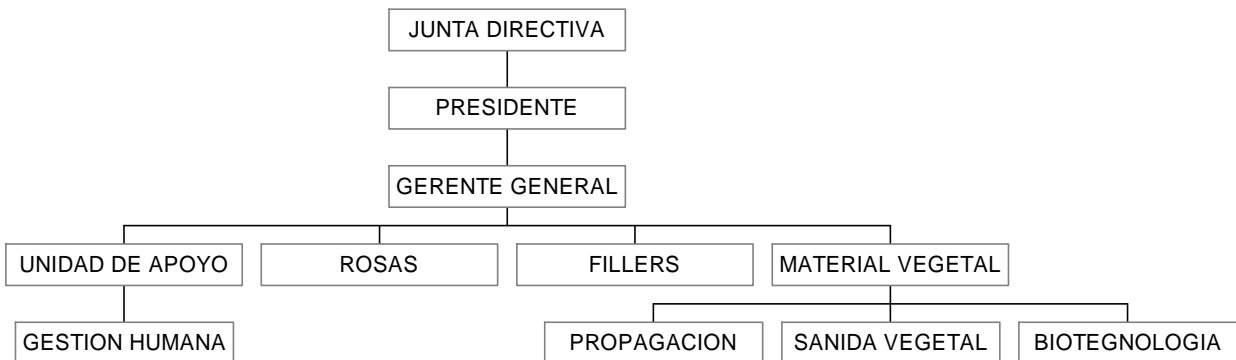 JUNTA DIRECTIVA
PRESIDENTE
GERENTE GENERAL
UNIDAD DE APOYO
ROSAS
FILLERS
MATERIAL VEGETAL
GESTION HUMANA
PROPAGACION
SANIDA VEGETAL
BIOTEGNOLOGIA